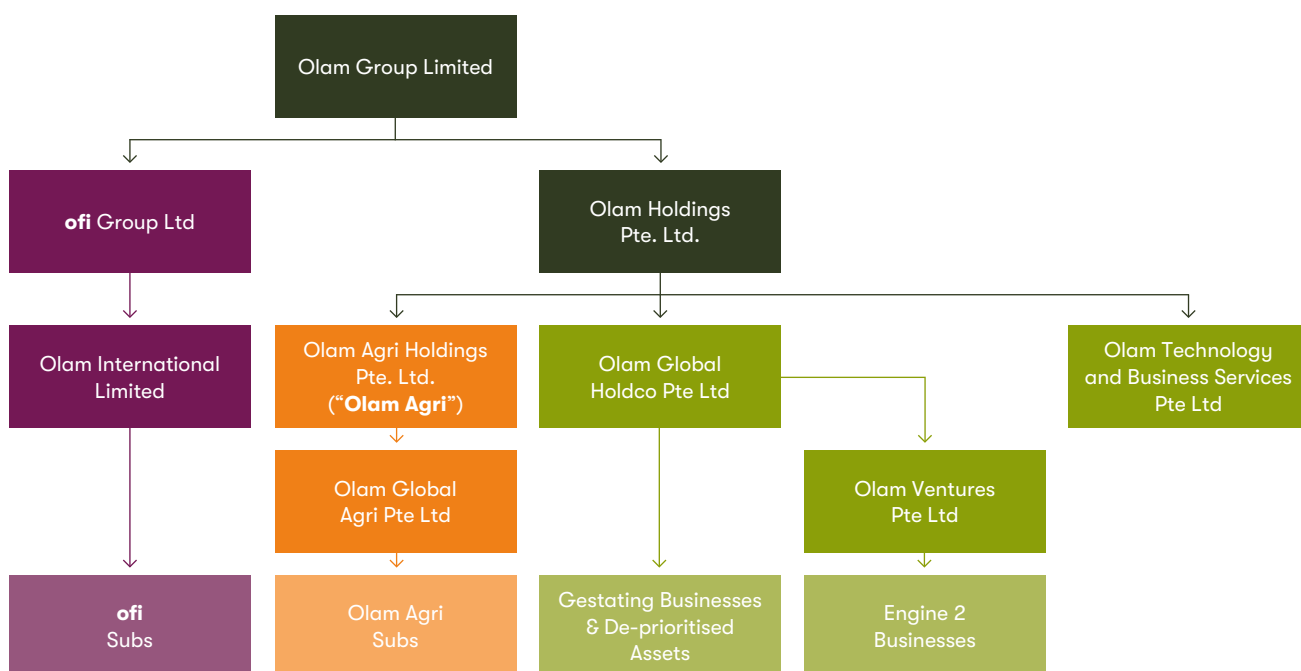 Olam Group Limited
ofi Group Ltd
Olam Holdings
Pte. Ltd.
Olam International
Limited
Olam Agri Holdings
Pte. Ltd.
(“Olam Agri”)
Olam Global
Holdco Pte Ltd
Olam Technology
and Business Services
Pte Ltd
Olam Global
Agri Pte Ltd
Olam Ventures
Pte Ltd
ofi
Subs
Olam Agri
Subs
Gestating Businesses
& De-prioritised
Assets
Engine 2
Businesses